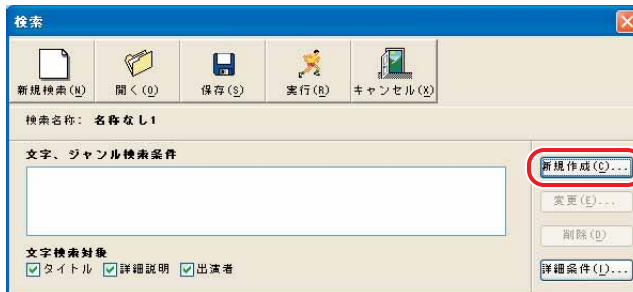 検索
新規検索(N) 開く(O) 保存(S) 実行(R) キャンセル(X)
検索名称: 名称なし1
文字、ジャンル検索条件
新規作成(C)...
変更(E)...
削除(D)
文字検索対象
タイトル 詳細説明 出演者
詳細条件(I)...